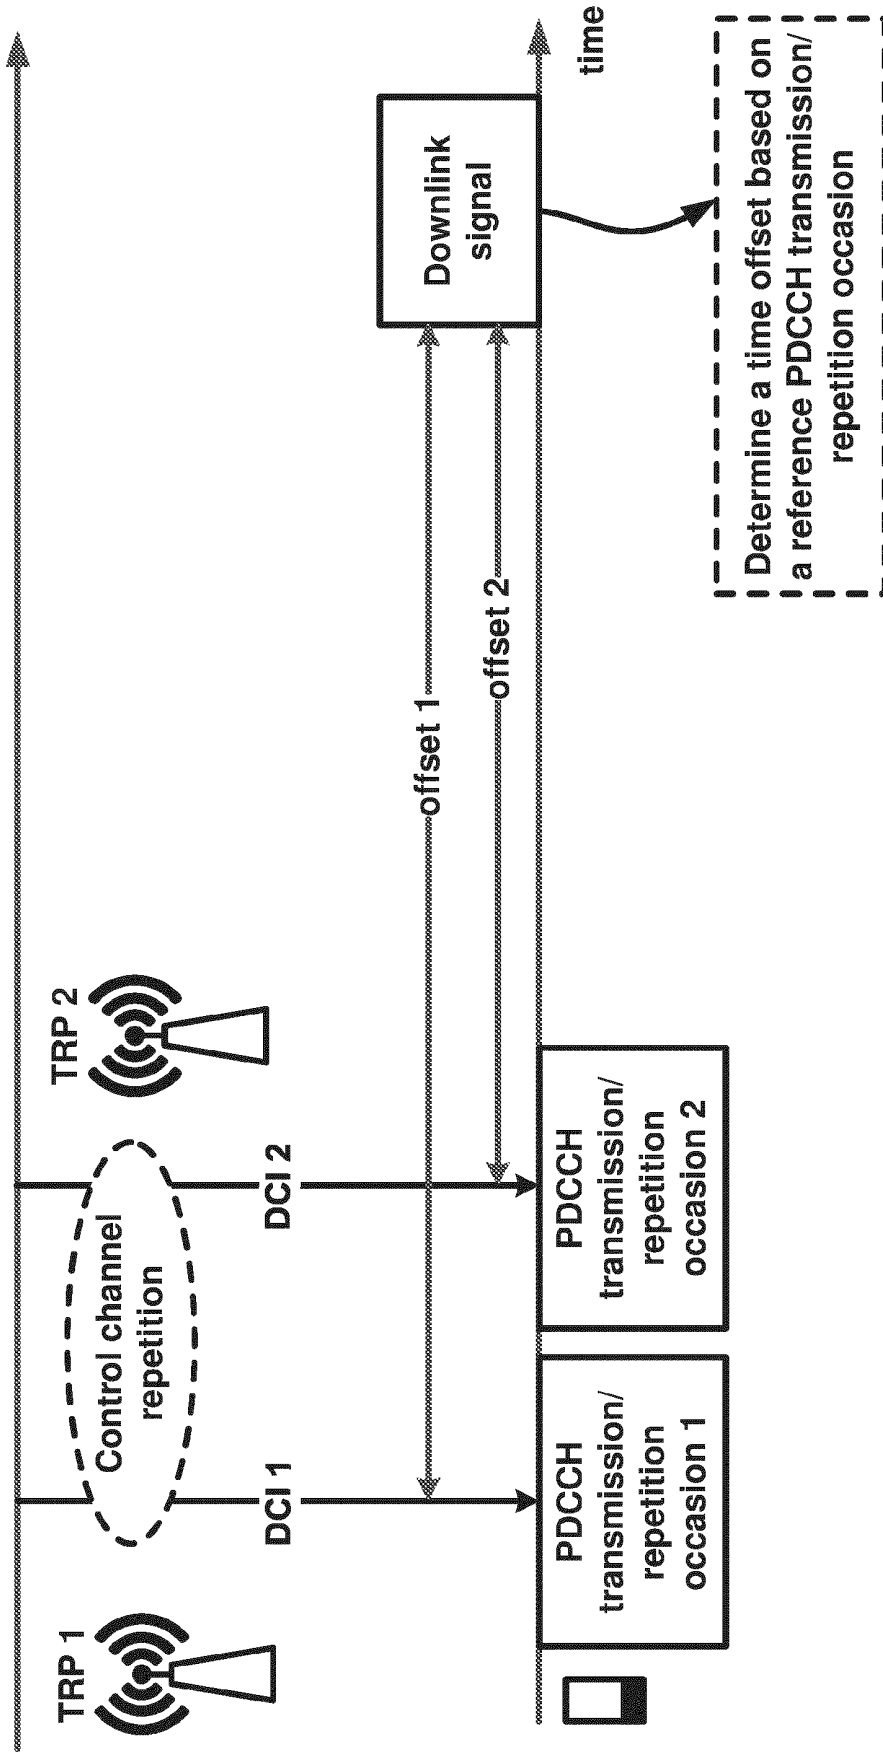 TRP 1
TRP 2
Control channel
repetition
DCI 1
DCI 2
offset 1
offset 2
Downlink
signal
time
PDCCH
transmission/
repetition
occasion 1
PDCCH
transmission/
repetition
occasion 2
Determine a time offset based on
a reference PDCCH transmission/
repetition occasion